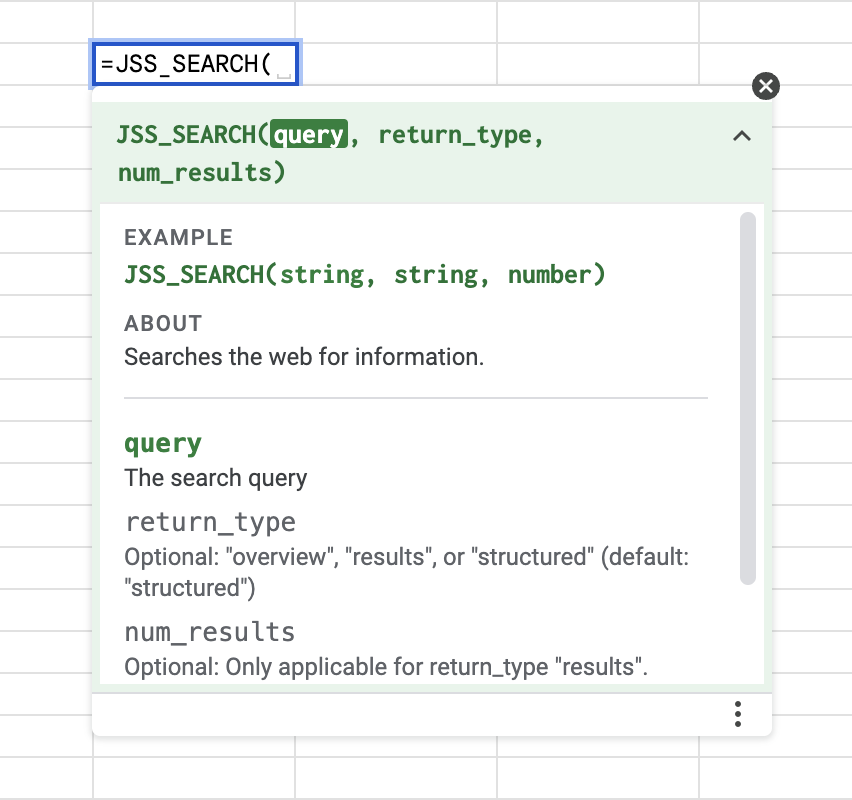 =JSS_SEARCH(
JSS_SEARCH(query, return_type,
num_results)
EXAMPLE
JSS_SEARCH(string, string, number)
ABOUT
Searches the web for information.
query
The search query
return_type
Optional: "overview", "results", or "structured" (default:
"structured")
num_results
Optional: Only applicable for return_type "results".